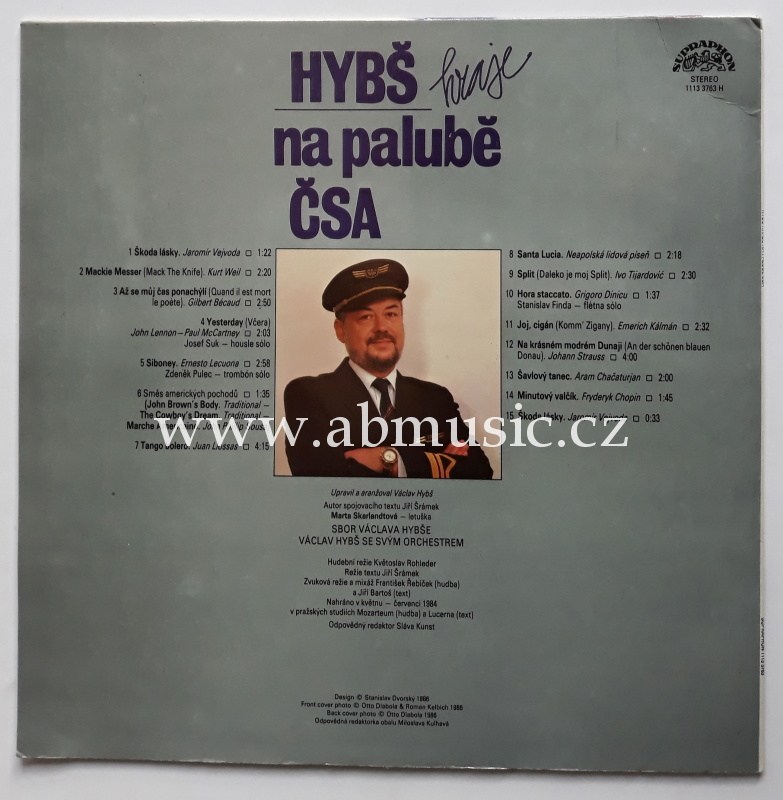 HYBŠ hraje
na palubě
ČSA
SUPRAPHON
STEREO
1113 3763 H
1 Škoda lásky. Jaromír Vejvoda □ 1:22
2 Mackie Messer (Mack The Knife). Kurt Weil □ 2:20
3 Až se můj čas ponachýlí (Quand il est mort
le poète). Gilbert Bécaud □ 2:50
4 Yesterday (Včera)
John Lennon – Paul McCartney □ 2:03
Josef Suk – housle sólo
5 Siboney. Ernesto Lecuona □ 2:58
Zdeněk Pulec – trombón sólo
6 Směs amerických pochodů □ 1:35
(John Brown's Body. Traditional –
The Cowboy's Dream. Traditional –
Marche Américaine. John Philip Sousa)
7 Tango bolero. Juan Llossas □ 4:15
8 Santa Lucia. Neapolská lidová píseň □ 2:18
9 Split (Daleko je moj Split). Ivo Tijardovič □ 2:30
10 Hora staccato. Grigoro Dinicu □ 1:37
Stanislav Finda – flétna sólo
11 Joj, cigán (Komm' Zigany). Emerich Kálmán □ 2:32
12 Na krásném modrém Dunaji (An der schönen blauen
Donau). Johann Strauss □ 4:00
13 Šavlový tanec. Aram Chačaturjan □ 2:00
14 Minutový valčík. Fryderyk Chopin □ 1:45
15 Škoda lásky. Jaromír Vejvoda □ 0:33
www.abmusic.cz
Upravil a aranžoval Václav Hybš
Autor spojovacího textu Jiří Šrámek
Marta Skarlandtová – letuška
SBOR VÁCLAVA HYBŠE
VÁCLAV HYBŠ SE SVÝM ORCHESTREM
Hudební režie Květoslav Rohleder
Režie textu Jiří Šrámek
Zvuková režie a mixáž František Řebíček (hudba)
a Jiří Bartoš (text)
Nahráno v květnu – červenci 1984
v pražských studiích Mozarteum (hudba) a Lucerna (text)
Odpovědný redaktor Sláva Kunst
Design © Stanislav Dvorský 1986
Front cover photo © Otto Dlabola & Roman Kelbich 1986
Back cover photo © Otto Dlabola 1986
Odpovědná redaktorka obalu Miloslava Kulhavá